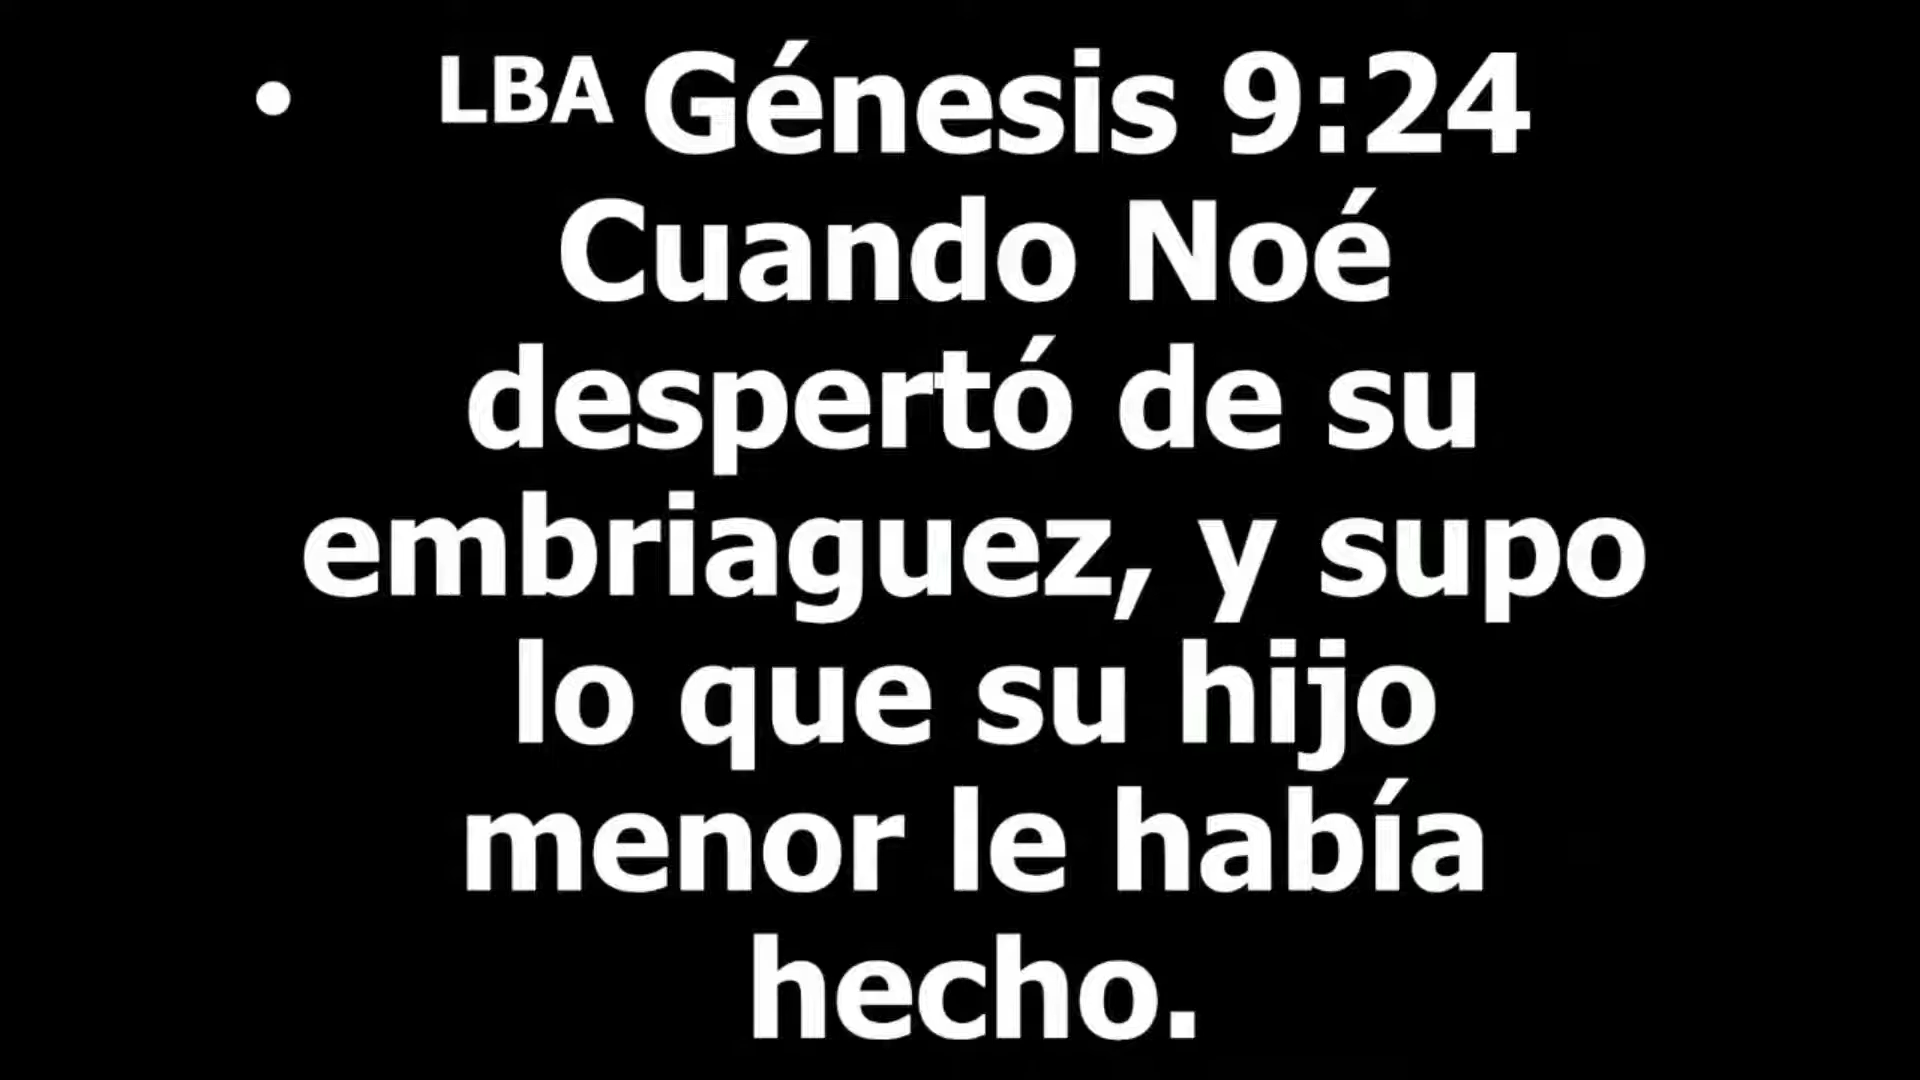 • LBA Génesis 9:24
Cuando Noé
despertó de su
embriaguez, y supo
lo que su hijo
menor le había
hecho.